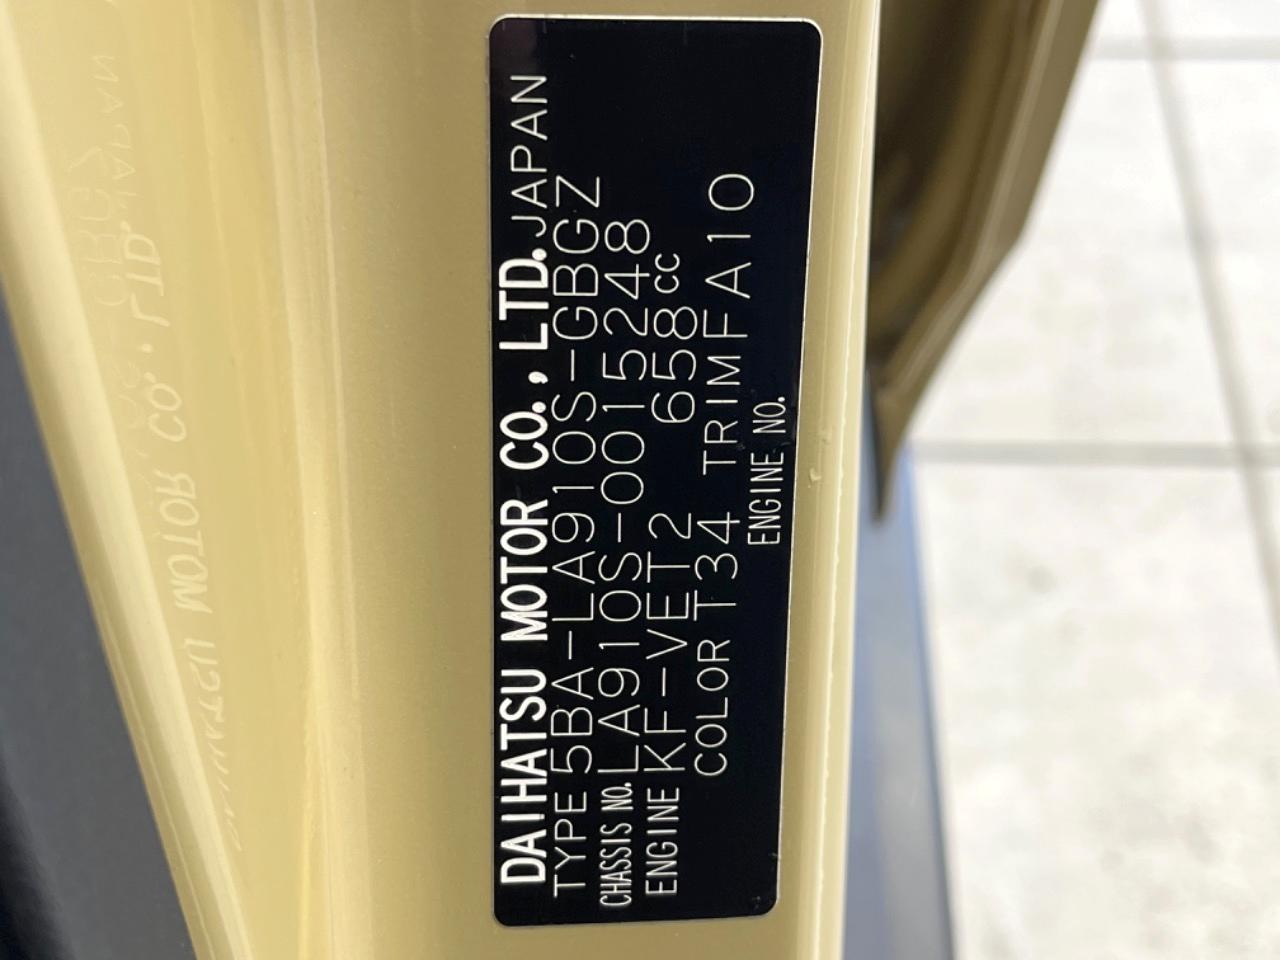 DAIHATSU MOTOR CO., LTD. JAPAN
TYPE 5BA-LA910S-GBGZ
CHASSIS NO. LA910S-0015248
ENGINE KF-VET2 658cc
COLOR T34 TRIM FA10
ENGINE NO.